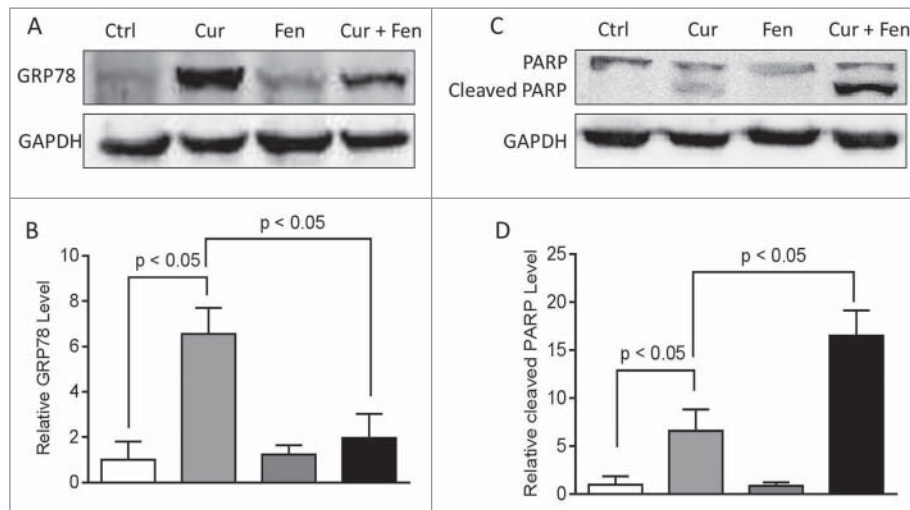 A
Ctrl Cur Fen Cur + Fen
GRP78
GAPDH
C
Ctrl Cur Fen Cur + Fen
PARP
Cleaved PARP
GAPDH
B
p < 0.05
p < 0.05
Relative GRP78 Level
10
8
6
4
2
0
D
p < 0.05
p < 0.05
Relative cleaved PARP Level
25
20
15
10
5
0